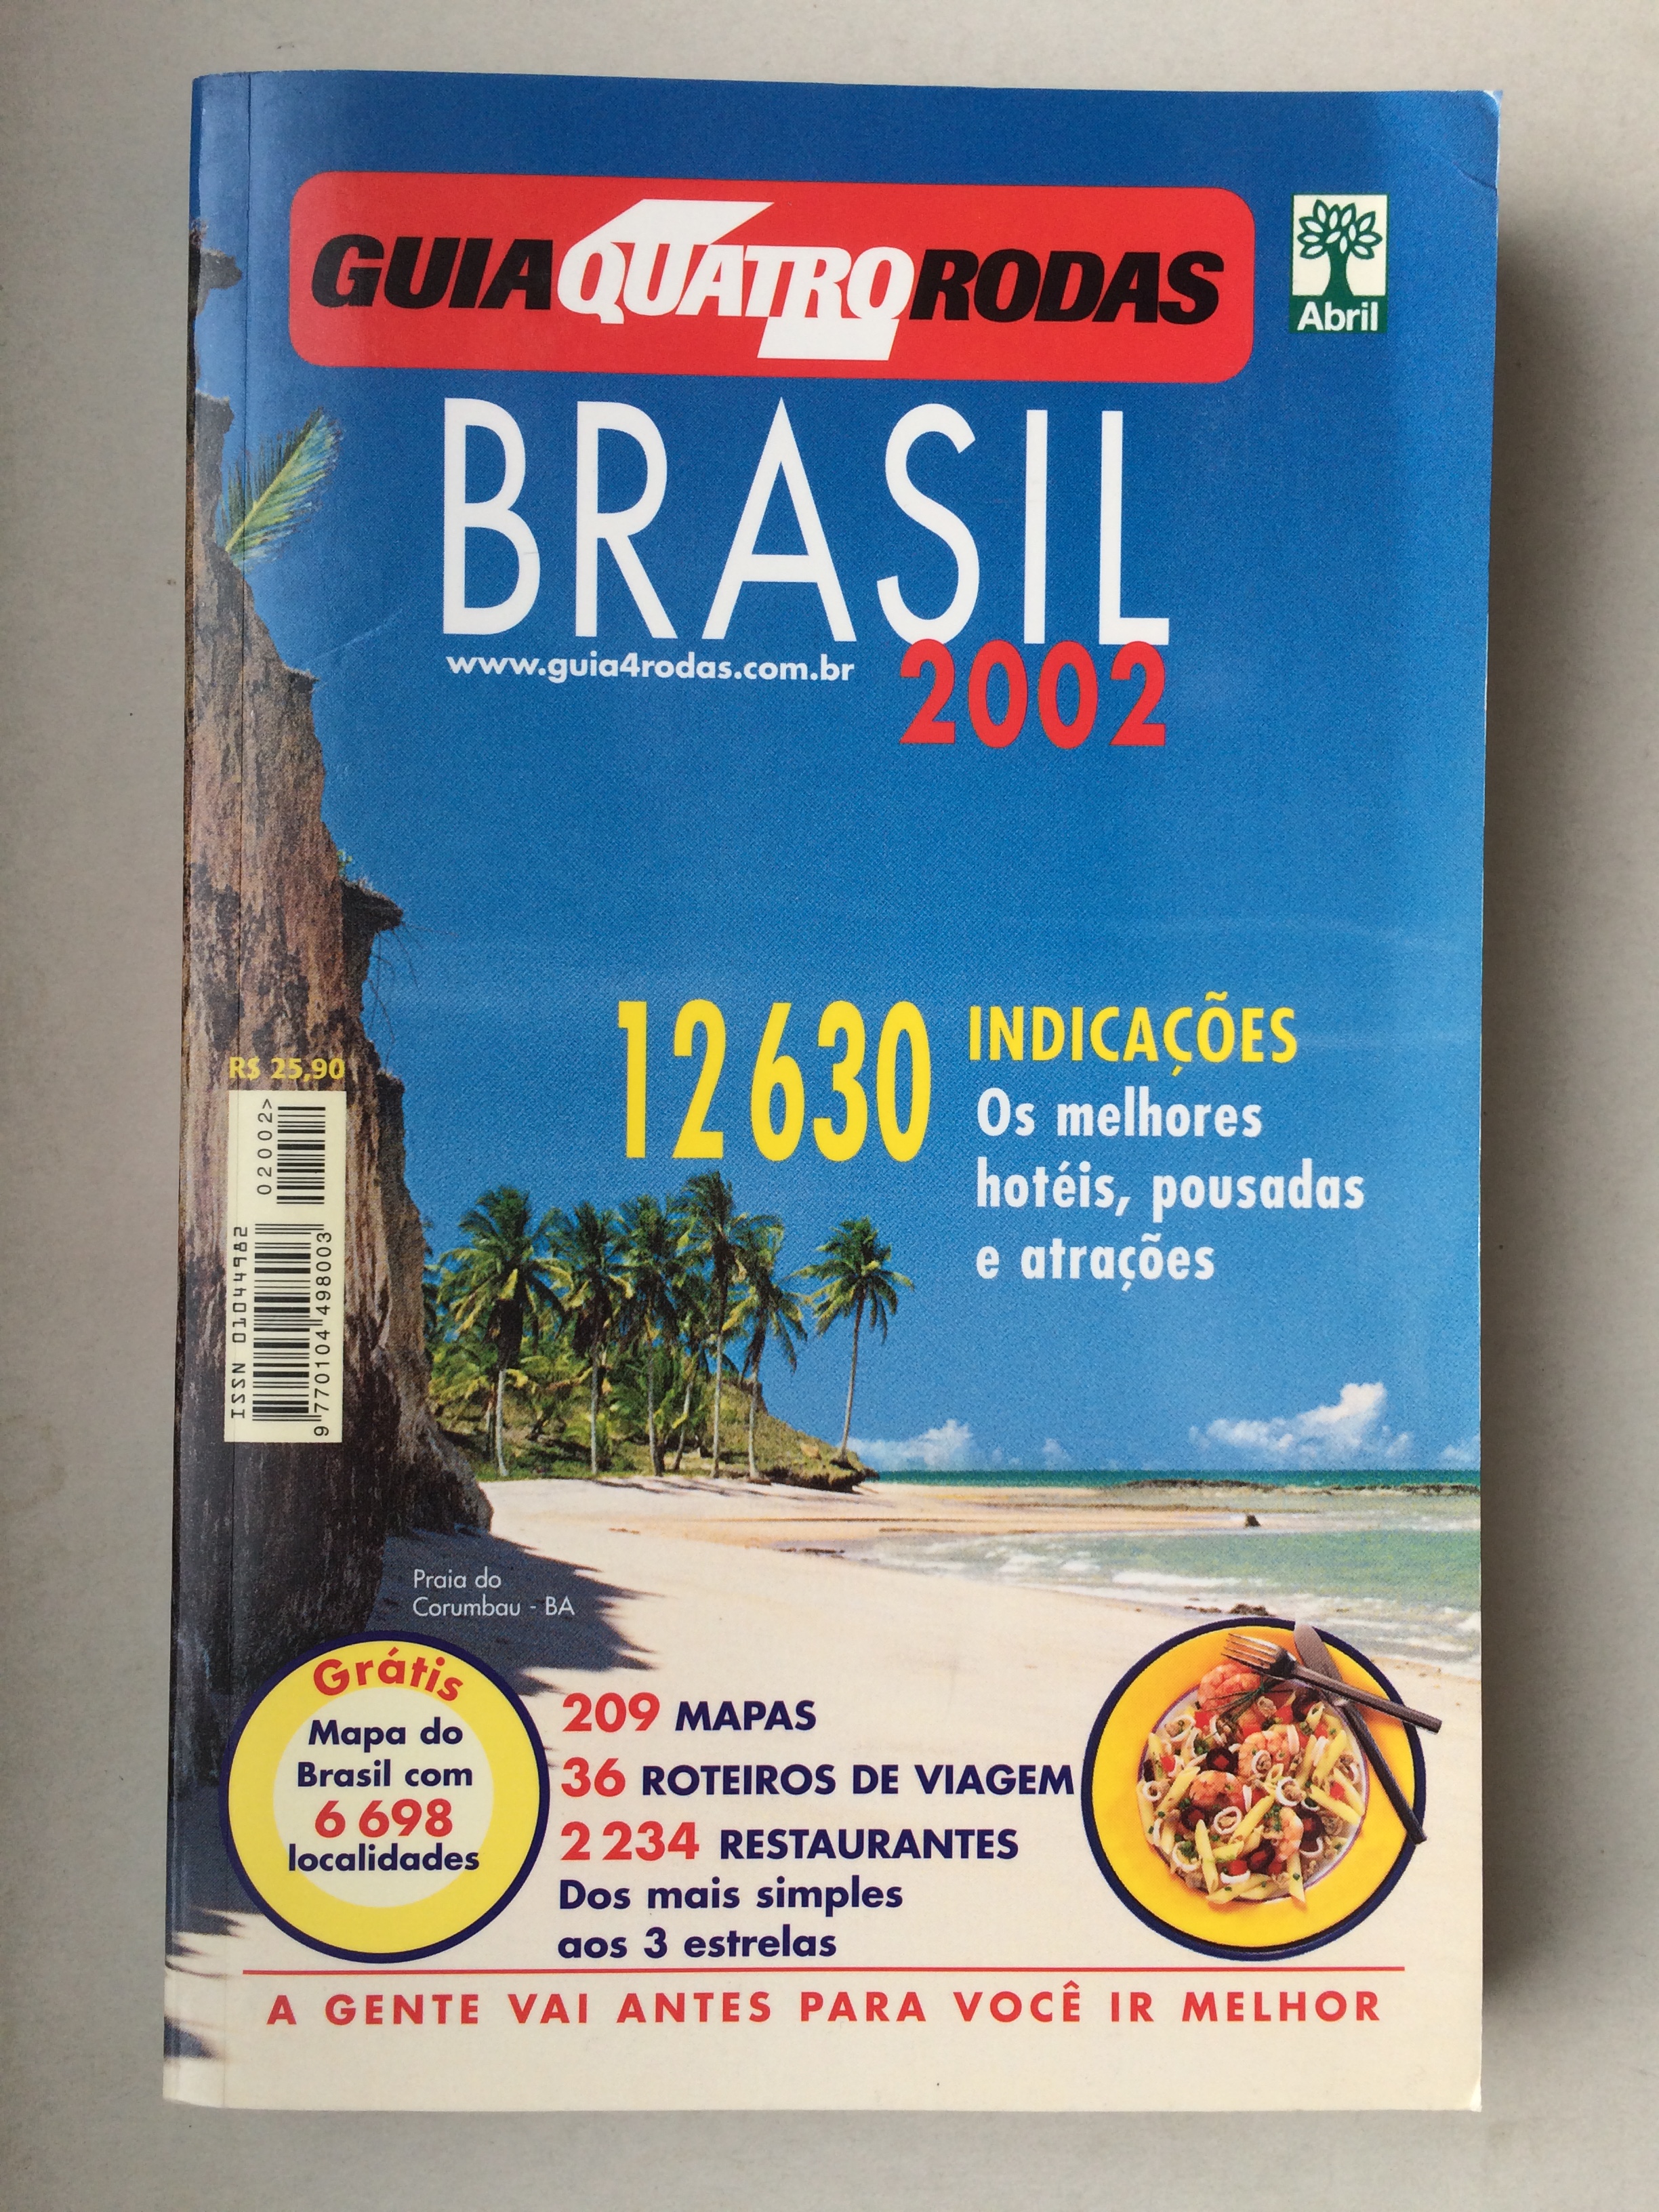 GUIA QUATRO RODAS
Abril
BRASIL
www.guia4rodas.com.br
2002
12 630 INDICAÇÕES
Os melhores
hotéis, pousadas
e atrações
R$ 25,90
02002>
ISSN 01044982
9 770104 498003
Praia do
Corumbau - BA
Grátis
Mapa do
Brasil com
6 698
localidades
209 MAPAS
36 ROTEIROS DE VIAGEM
2 234 RESTAURANTES
Dos mais simples
aos 3 estrelas
A GENTE VAI ANTES PARA VOCÊ IR MELHOR